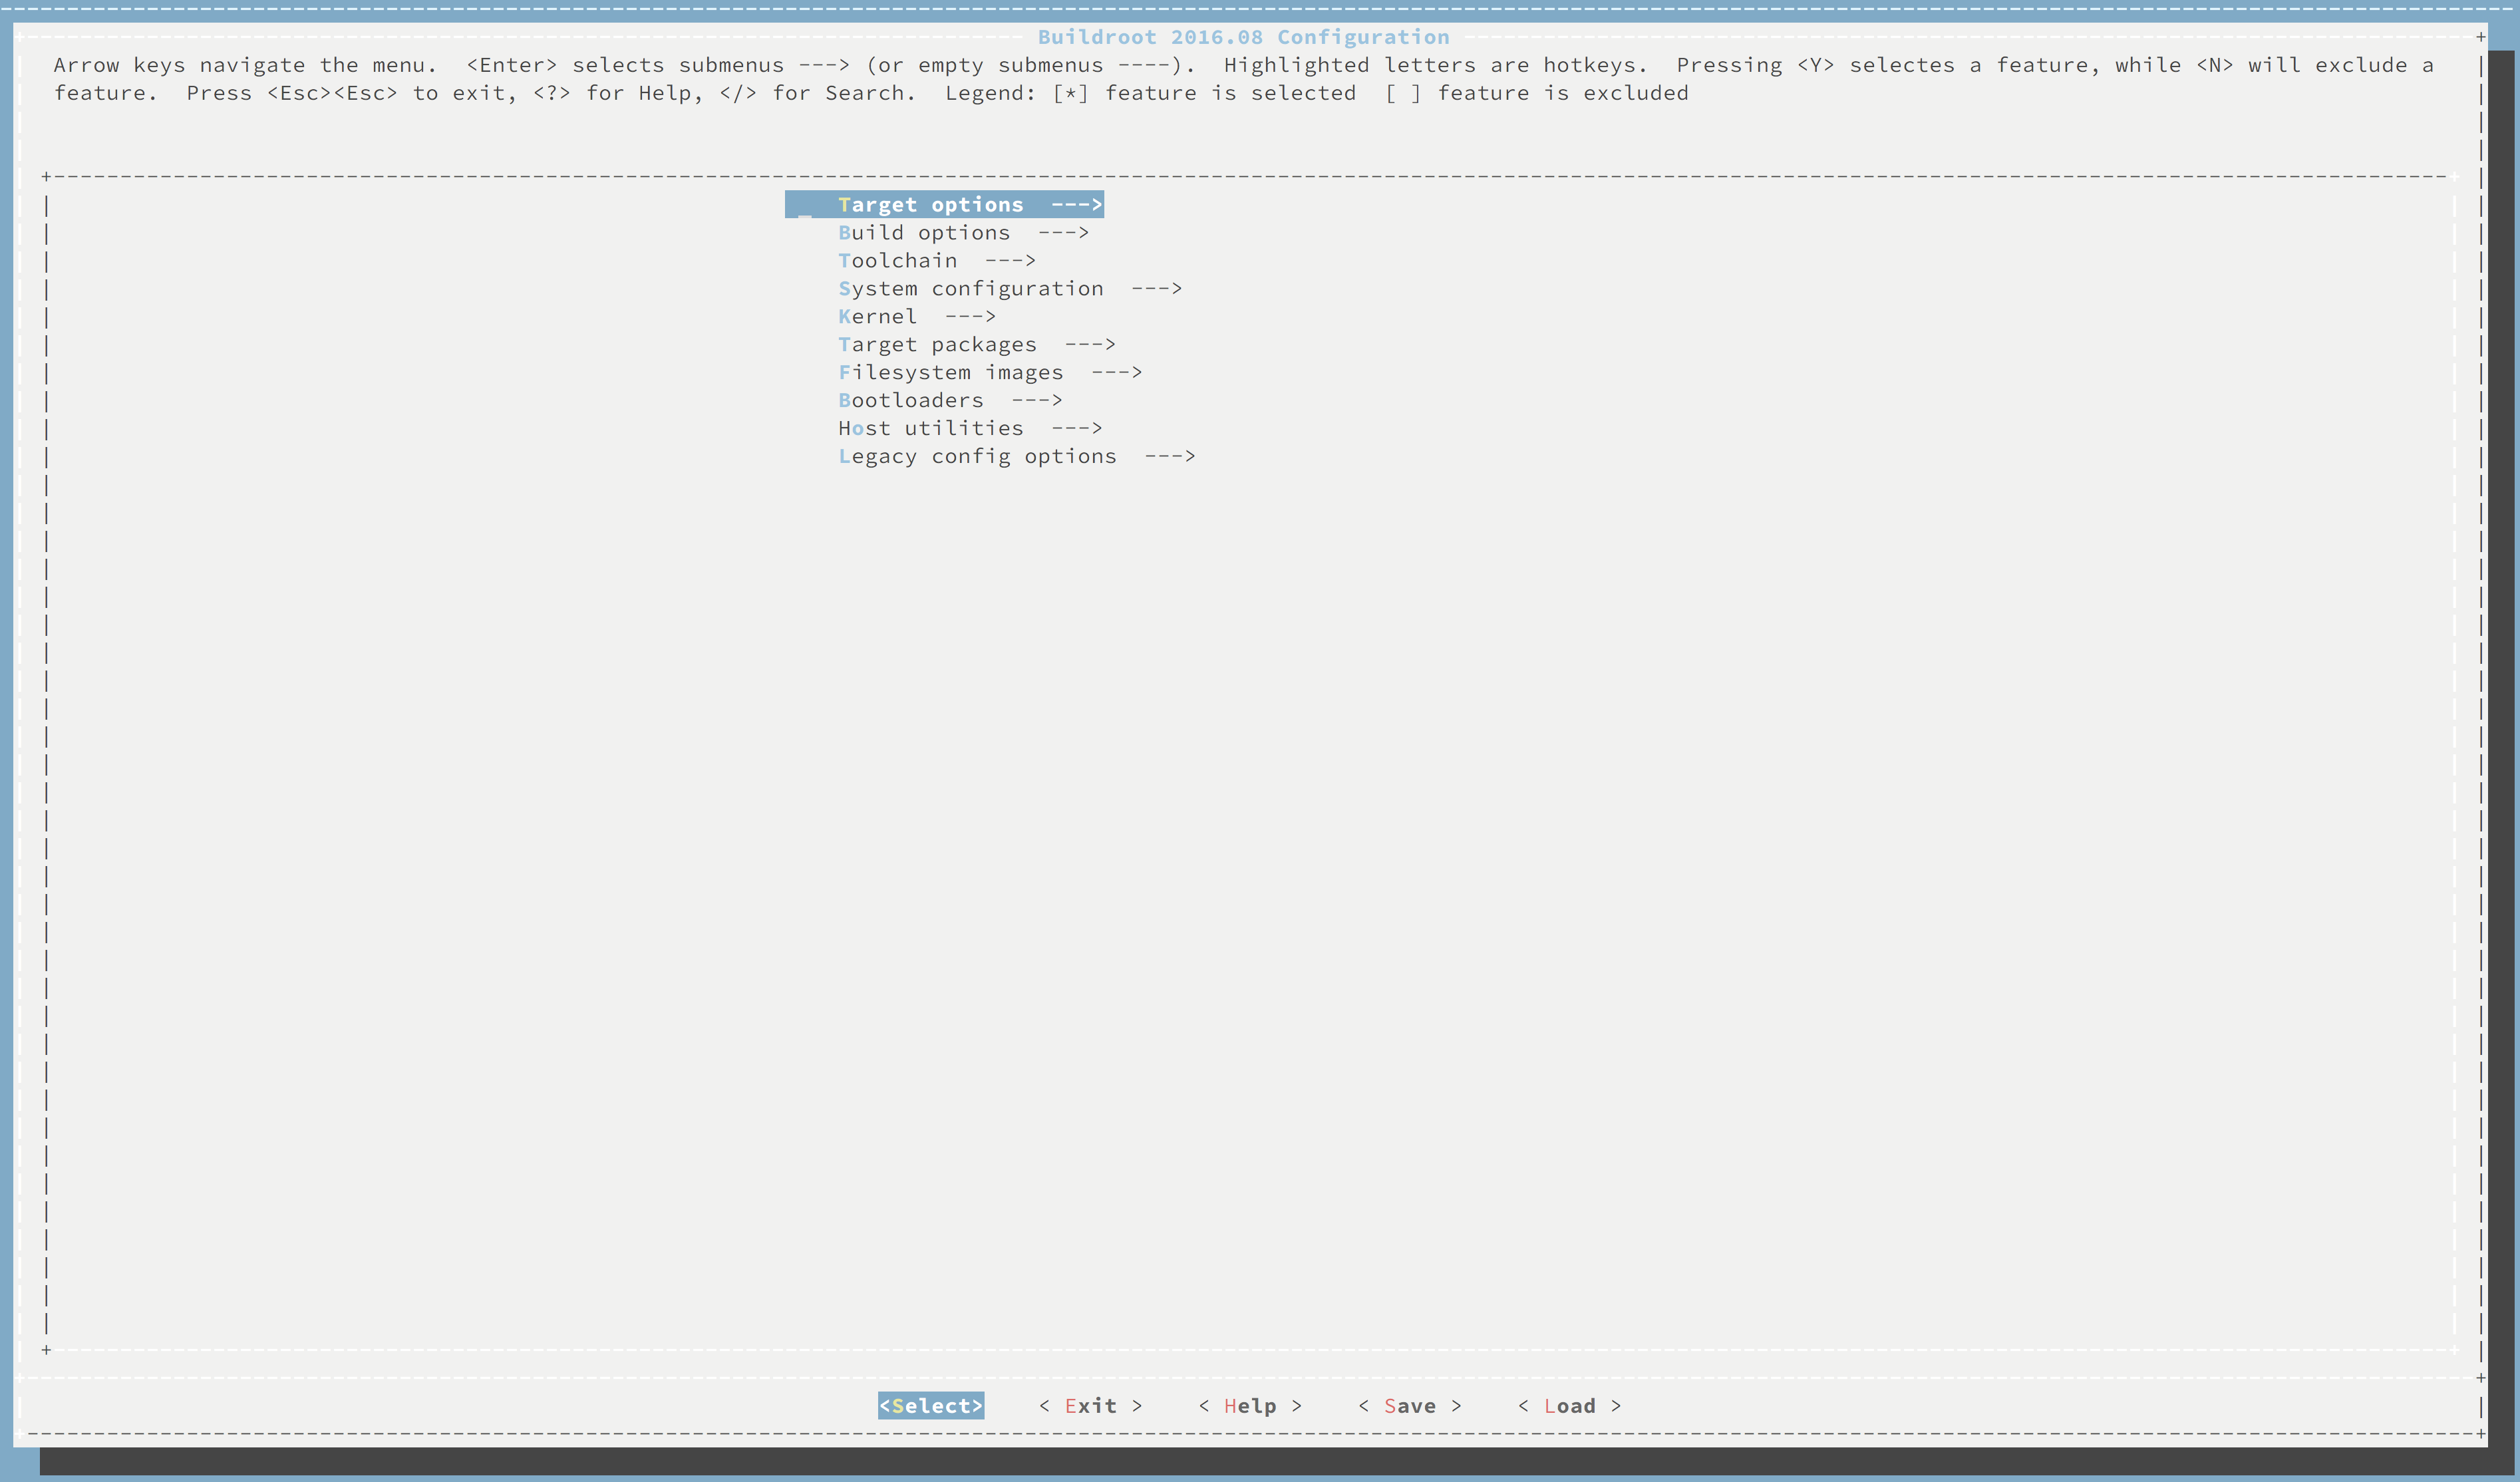 Buildroot 2016.08 Configuration
Arrow keys navigate the menu.  <Enter> selects submenus ---> (or empty submenus ----).  Highlighted letters are hotkeys.  Pressing <Y> selectes a feature, while <N> will exclude a
feature.  Press <Esc><Esc> to exit, <?> for Help, </> for Search.  Legend: [*] feature is selected  [ ] feature is excluded
Target options  --->
Build options  --->
Toolchain  --->
System configuration  --->
Kernel  --->
Target packages  --->
Filesystem images  --->
Bootloaders  --->
Host utilities  --->
Legacy config options  --->
<Select>    < Exit >    < Help >    < Save >    < Load >